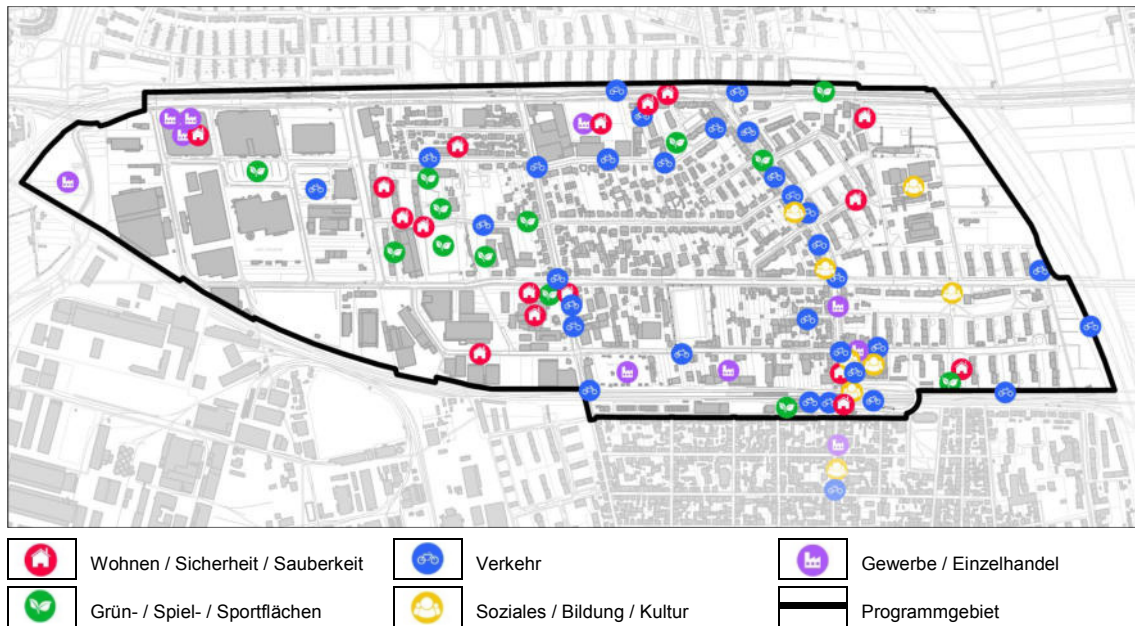 Wohnen / Sicherheit / Sauberkeit
Verkehr
Gewerbe / Einzelhandel
Grün- / Spiel- / Sportflächen
Soziales / Bildung / Kultur
Programmgebiet